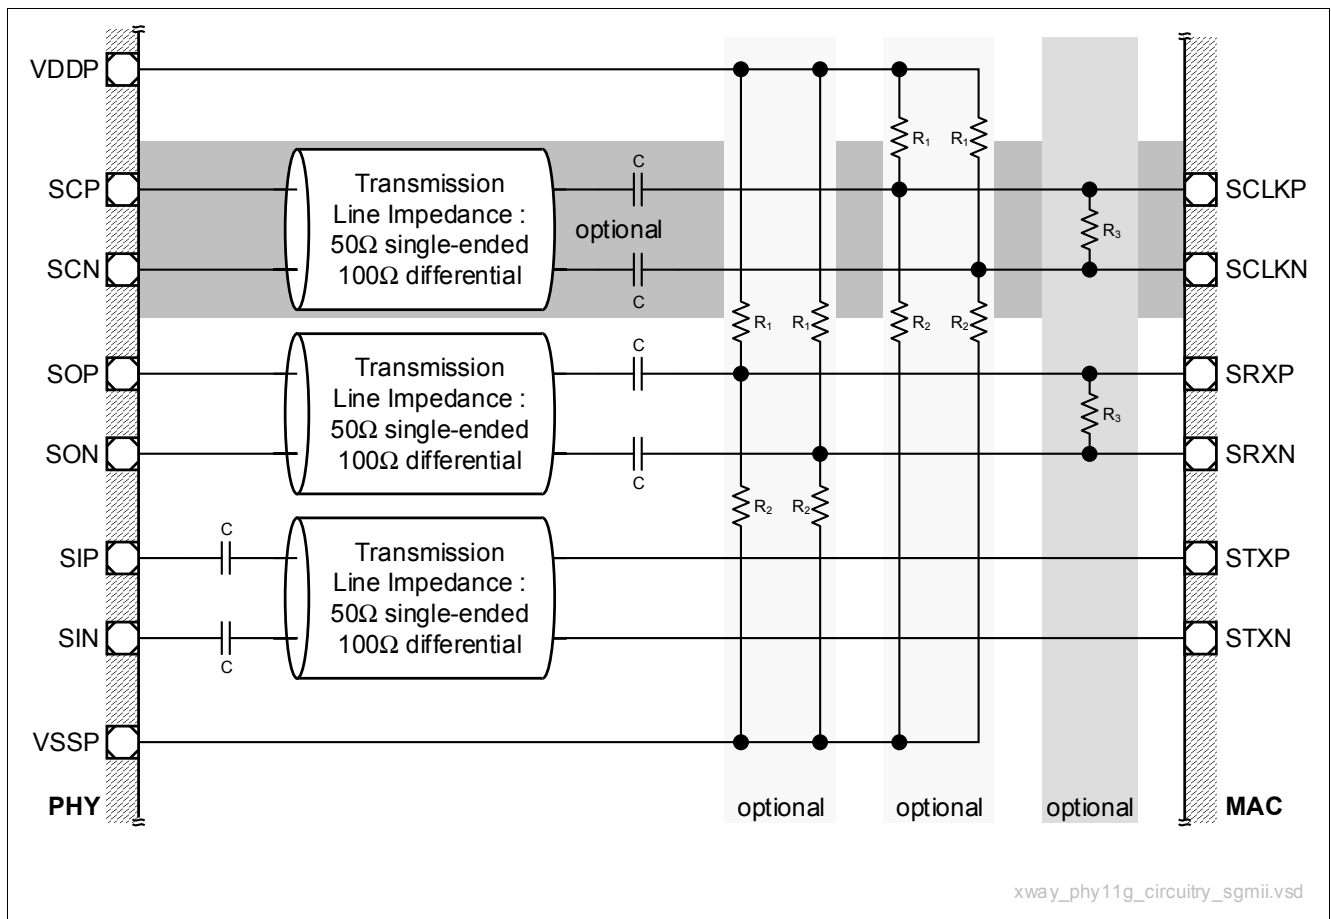 VDDP
R₁
R₁
C
SCP
Transmission
Line Impedance :
50Ω single-ended
100Ω differential
optional
SCLKP
R₃
SCN
C
SCLKN
R₁
R₁
R₂
R₂
C
SOP
Transmission
Line Impedance :
50Ω single-ended
100Ω differential
SRXP
R₃
SON
C
SRXN
R₂
R₂
C
SIP
Transmission
Line Impedance :
50Ω single-ended
100Ω differential
STXP
SIN
C
STXN
VSSP
PHY
optional
optional
optional
MAC
xway_phy11g_circuitry_sgmii.vsd